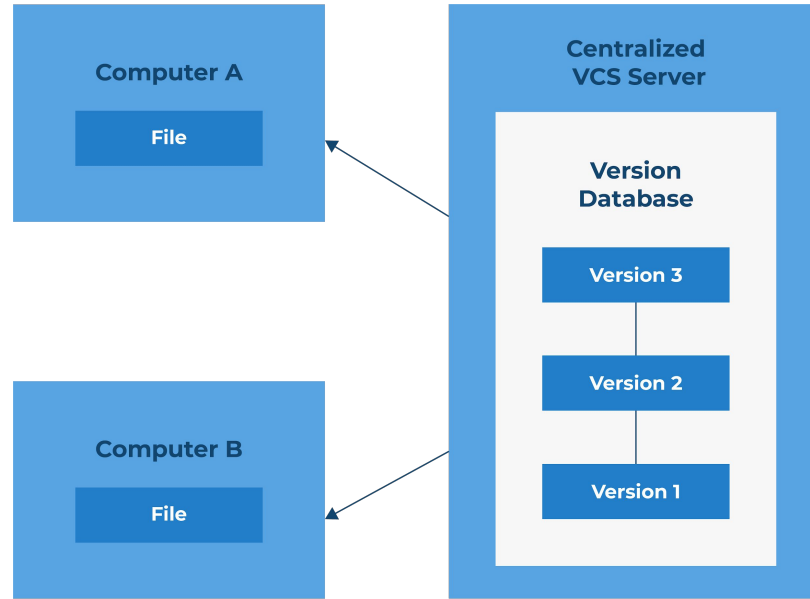 Computer A
File
Computer B
File
Centralized
VCS Server
Version
Database
Version 3
Version 2
Version 1